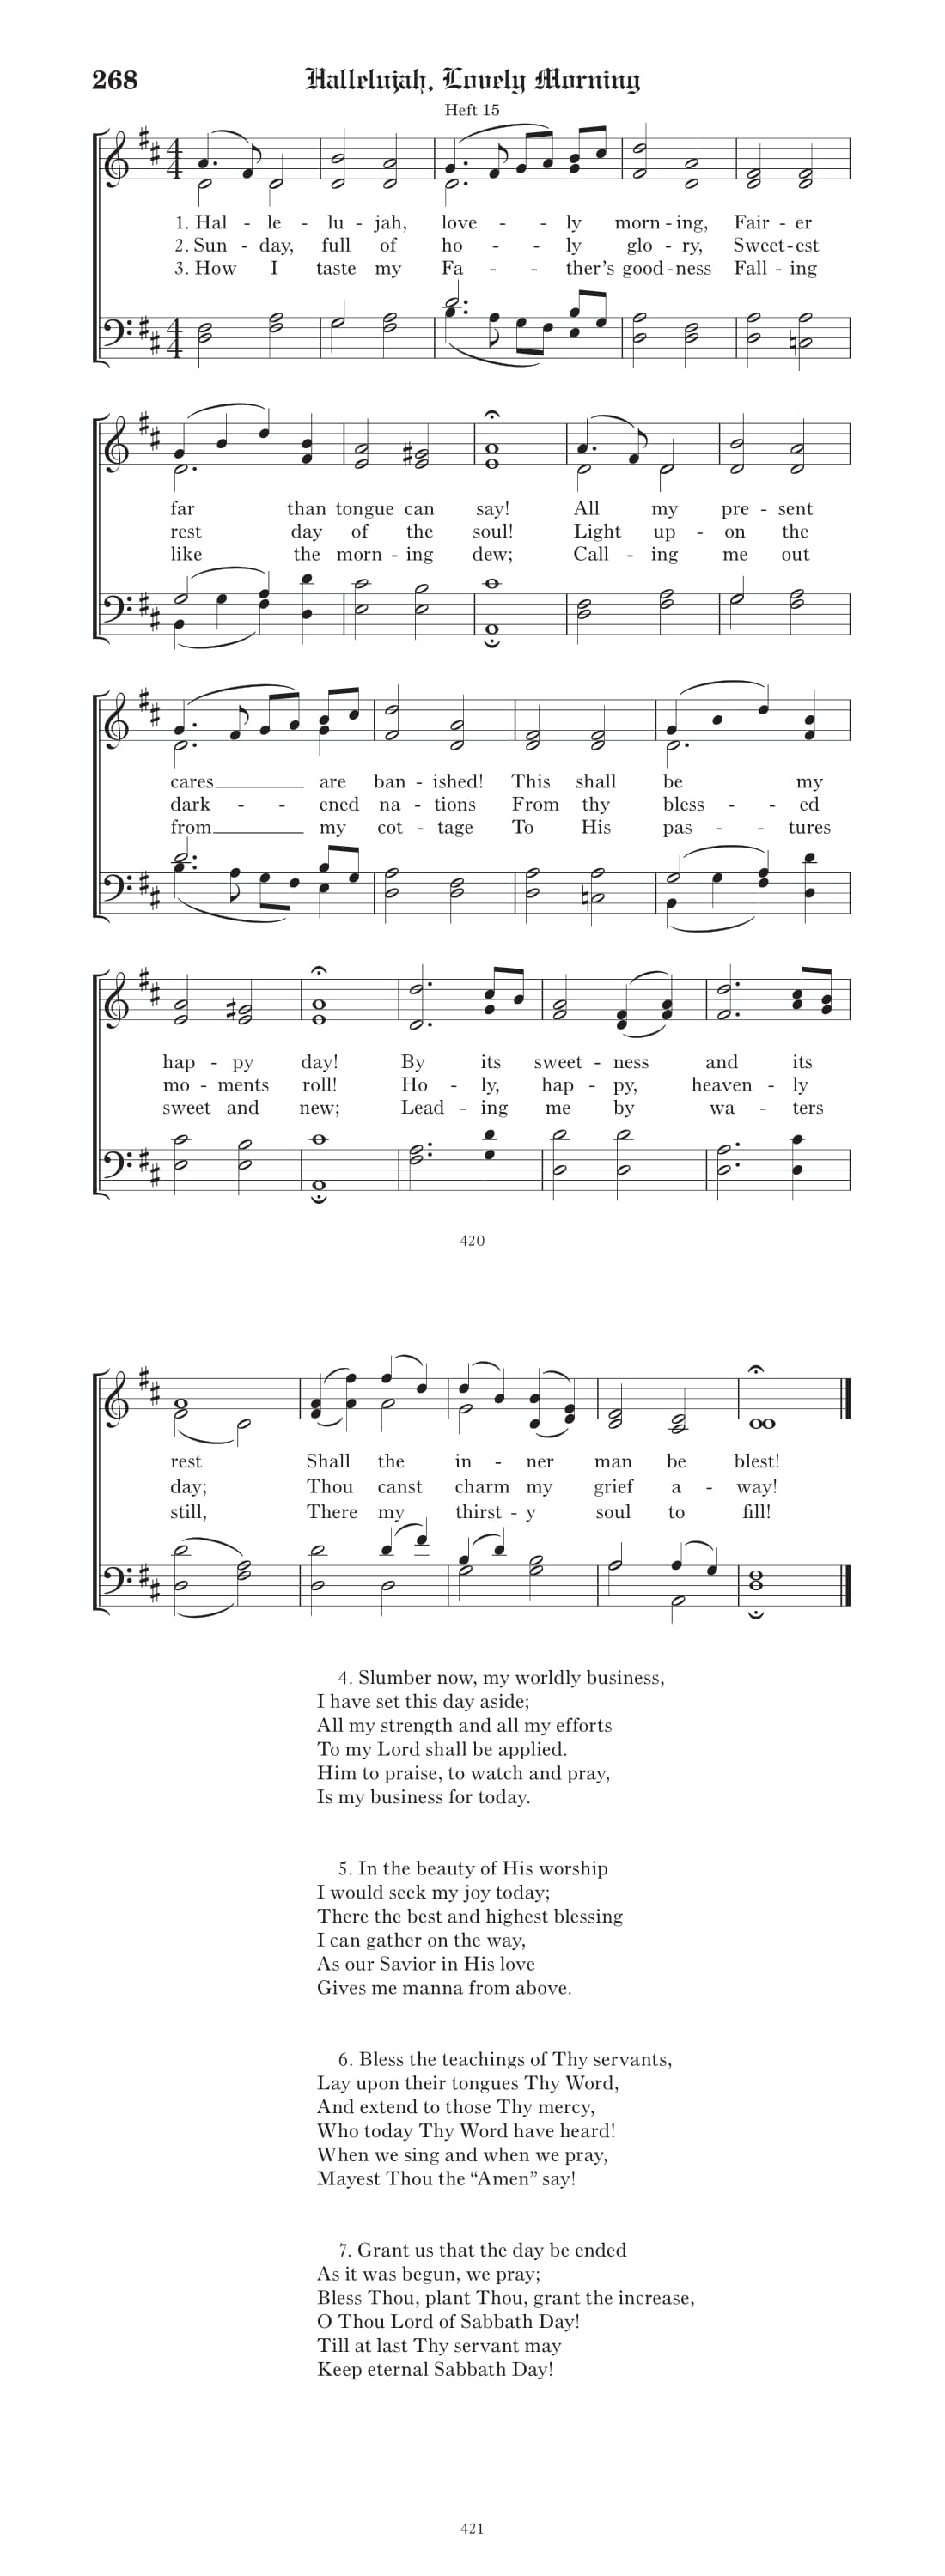 268 Hallelujah, Lovely Morning
Heft 15
1. Hal - le - lu - jah, love - - ly morn - ing, Fair - er
2. Sun - day, full of ho - - ly glo - ry, Sweet - est
3. How I taste my Fa - - ther's good - ness Fall - ing
far than tongue can say! All my pre - sent
rest day of the soul! Light up - on the
like the morn - ing dew; Call - ing me out
cares are ban - ished! This shall be my
dark - - ened na - tions From thy bless - - ed
from my cot - tage To His pas - - tures
hap - py day! By its sweet - ness and its
mo - ments roll! Ho - ly, hap - py, heaven - ly
sweet and new; Lead - ing me by wa - ters
420
rest Shall the in - ner man be blest!
day; Thou canst charm my grief a - way!
still, There my thirst - y soul to fill!
4. Slumber now, my worldly business,
I have set this day aside;
All my strength and all my efforts
To my Lord shall be applied.
Him to praise, to watch and pray,
Is my business for today.
5. In the beauty of His worship
I would seek my joy today;
There the best and highest blessing
I can gather on the way,
As our Savior in His love
Gives me manna from above.
6. Bless the teachings of Thy servants,
Lay upon their tongues Thy Word,
And extend to those Thy mercy,
Who today Thy Word have heard!
When we sing and when we pray,
Mayest Thou the “Amen” say!
7. Grant us that the day be ended
As it was begun, we pray;
Bless Thou, plant Thou, grant the increase,
O Thou Lord of Sabbath Day!
Till at last Thy servant may
Keep eternal Sabbath Day!
421